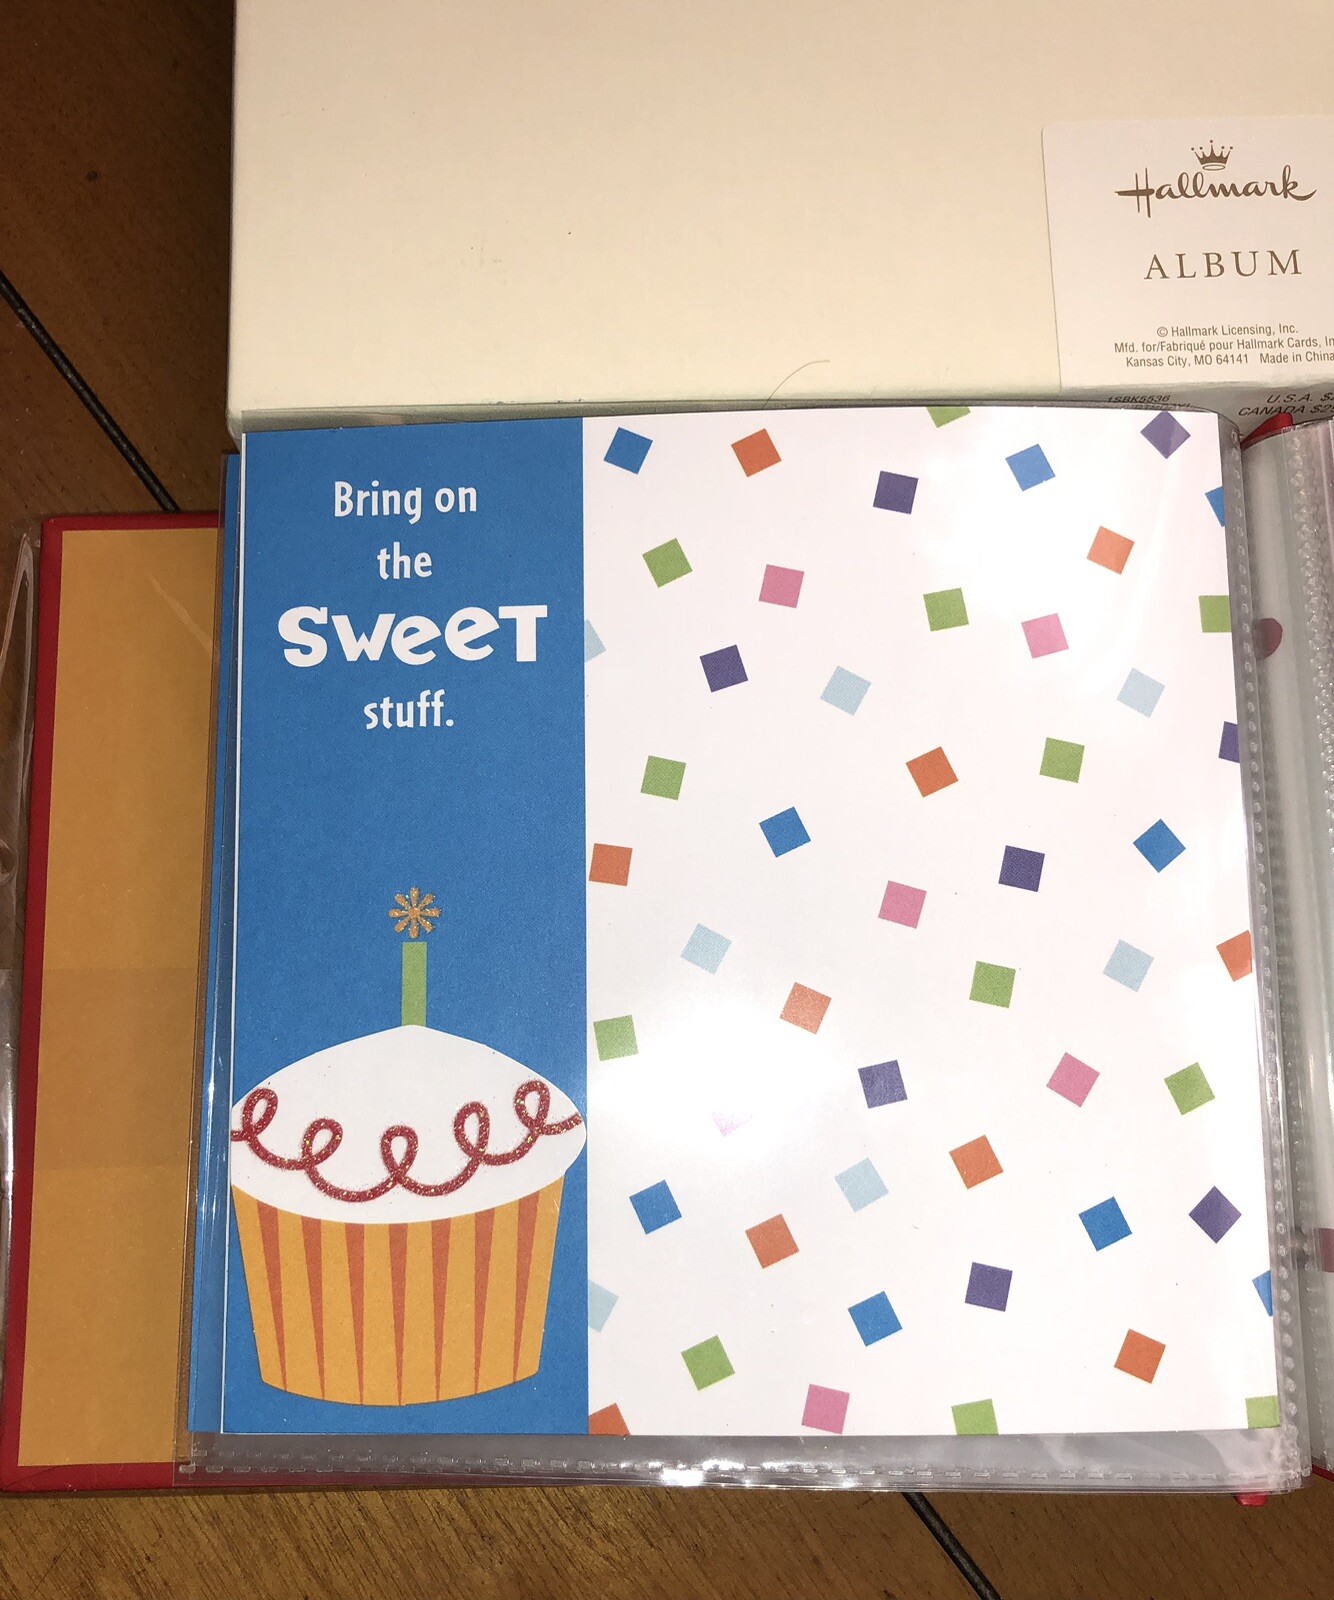 Hallmark
ALBUM
© Hallmark Licensing, Inc.
Mfd. for/Fabriqué pour Hallmark Cards,
Kansas City, MO 64141 Made in China
1SBK5536
U.S.A.
CANADA
Bring on
the
SWeeT
stuff.